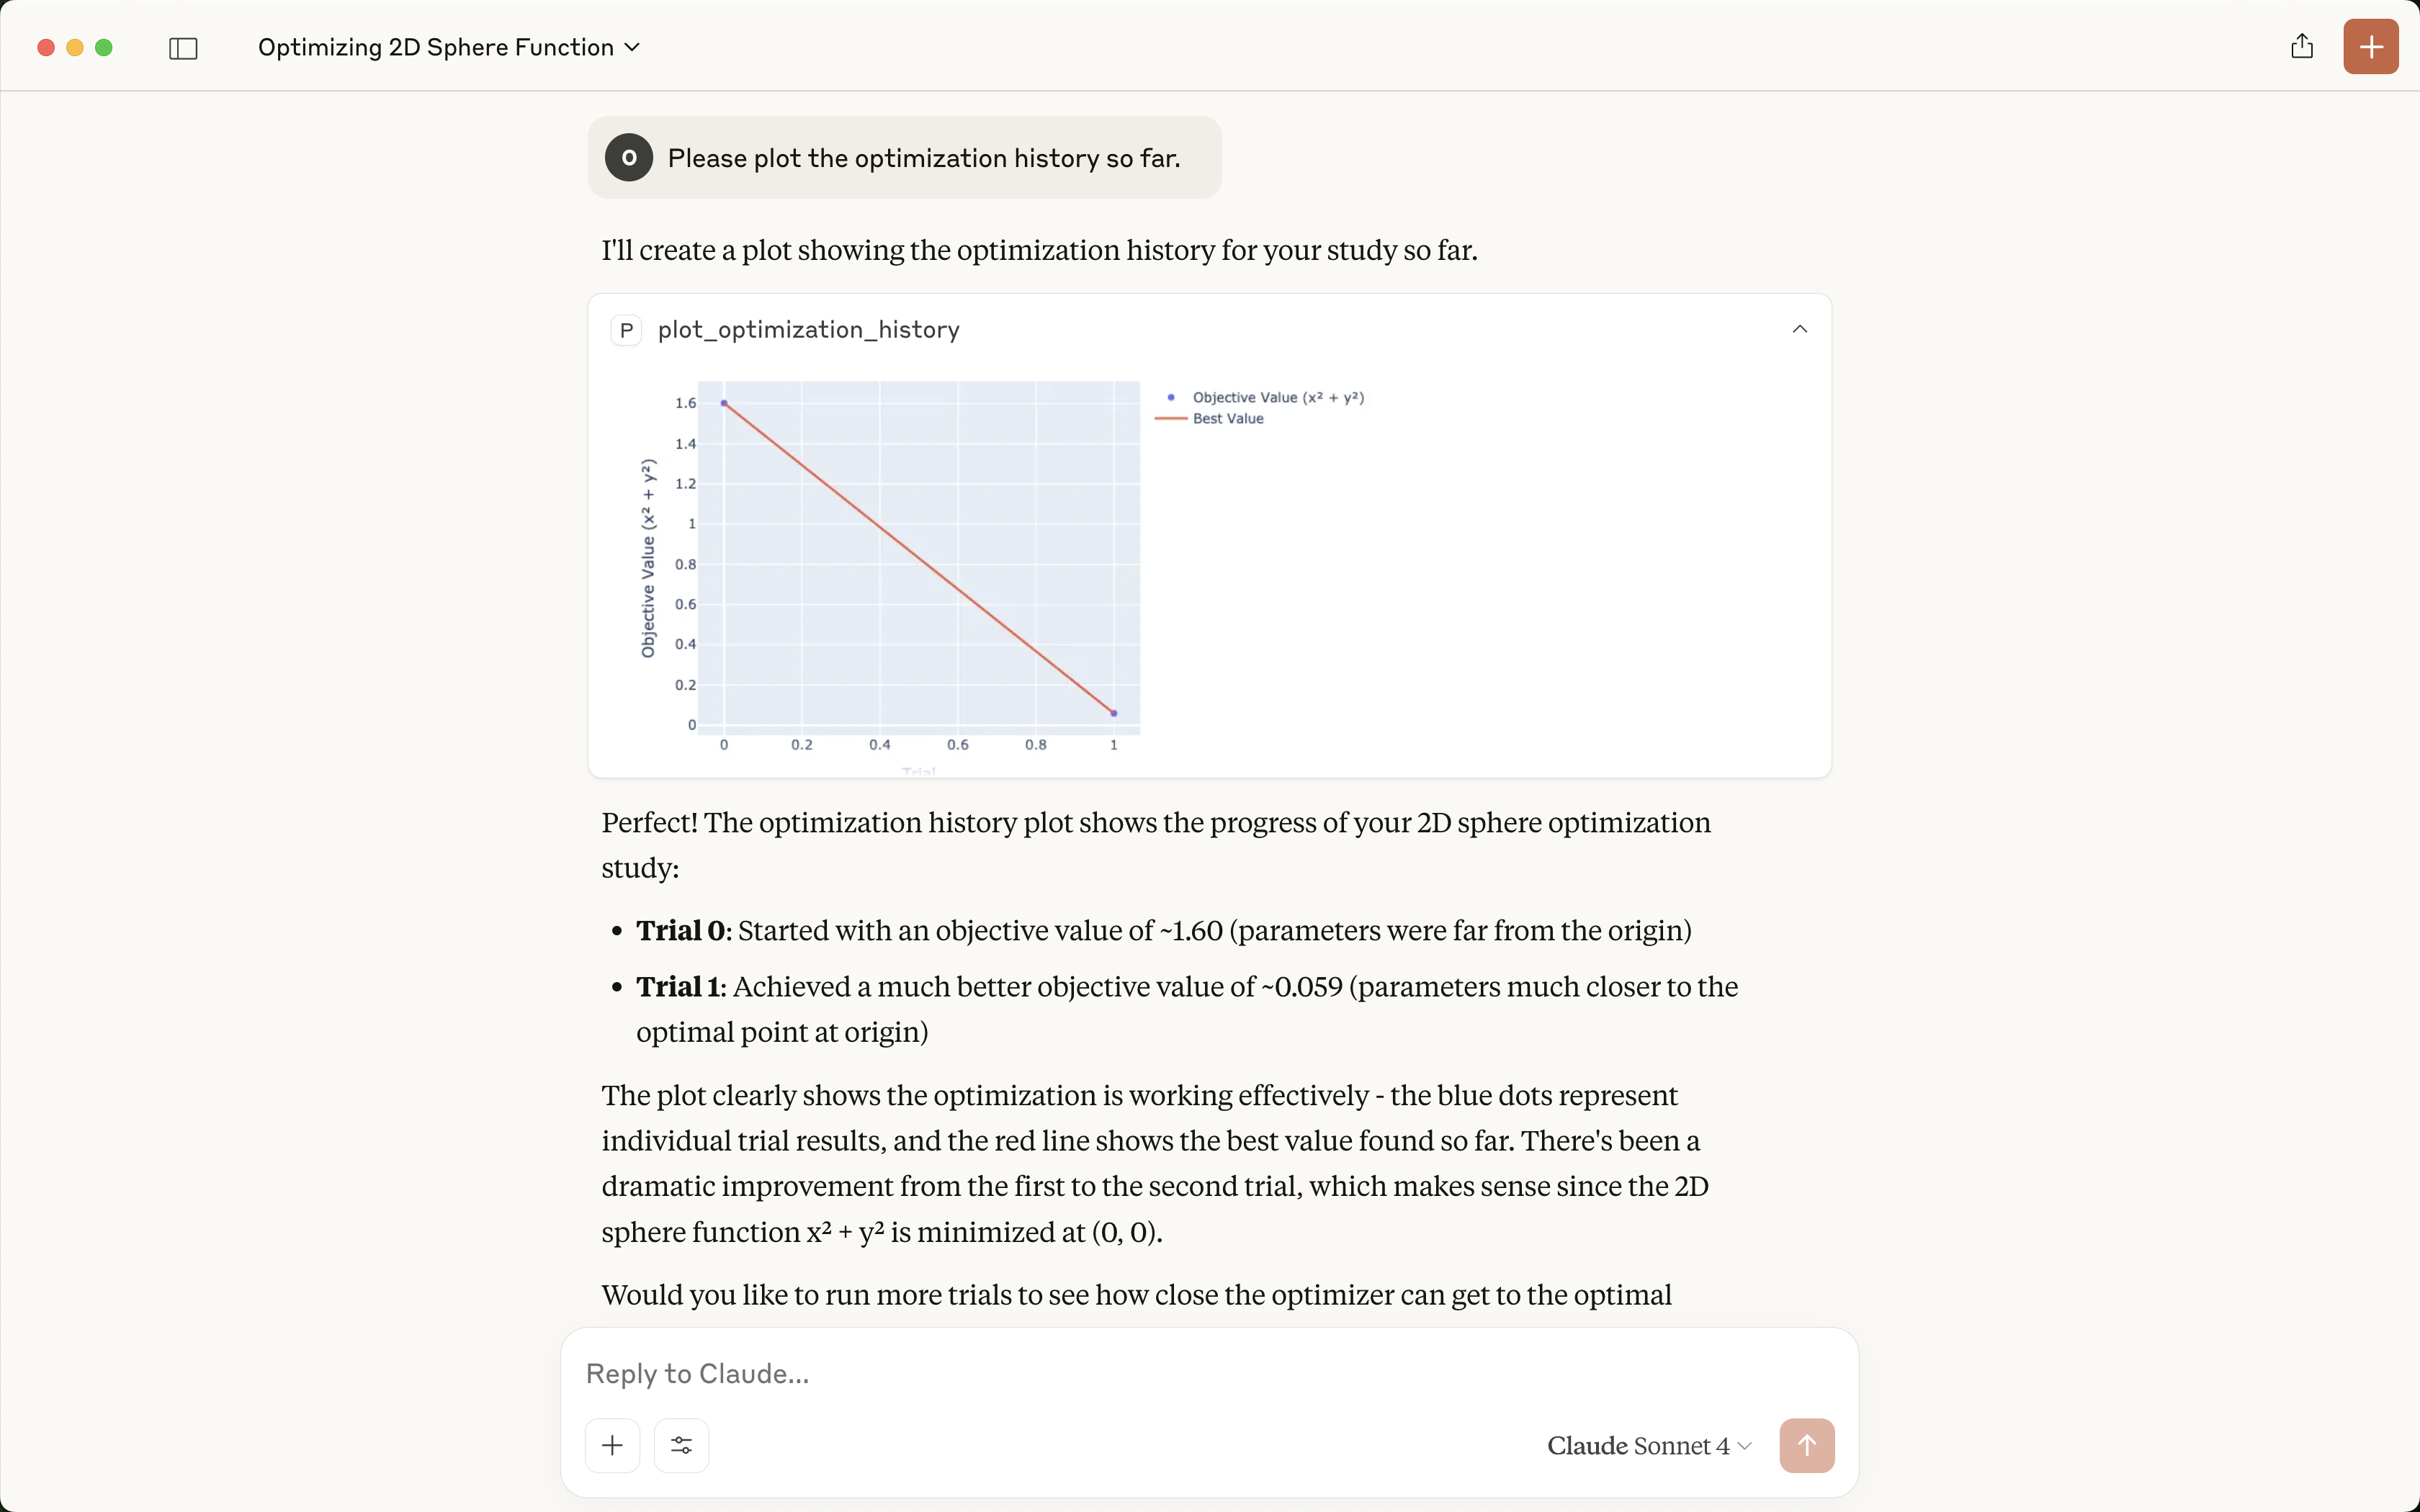 Optimizing 2D Sphere Function
O Please plot the optimization history so far.
I'll create a plot showing the optimization history for your study so far.
P plot_optimization_history
Objective Value (x² + y²)
1.6
1.4
1.2
1
0.8
0.6
0.4
0.2
0
0 0.2 0.4 0.6 0.8 1
Trial
Objective Value (x² + y²)
Best Value
Perfect! The optimization history plot shows the progress of your 2D sphere optimization
study:
• Trial 0: Started with an objective value of ~1.60 (parameters were far from the origin)
• Trial 1: Achieved a much better objective value of ~0.059 (parameters much closer to the
optimal point at origin)
The plot clearly shows the optimization is working effectively - the blue dots represent
individual trial results, and the red line shows the best value found so far. There's been a
dramatic improvement from the first to the second trial, which makes sense since the 2D
sphere function x² + y² is minimized at (0, 0).
Would you like to run more trials to see how close the optimizer can get to the optimal
Reply to Claude...
Claude Sonnet 4